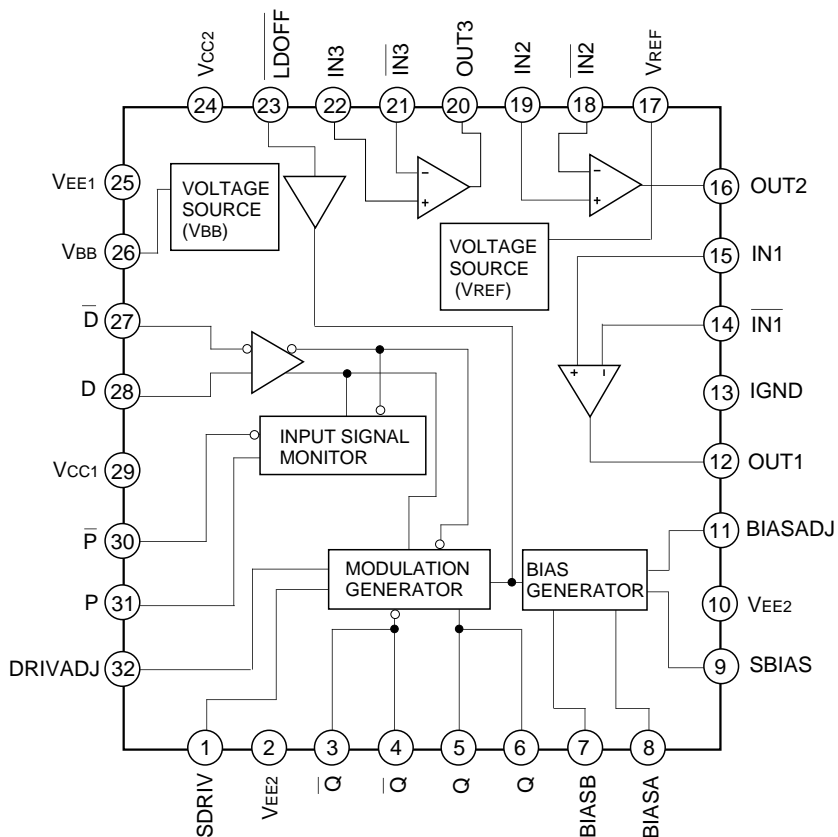 VCC2
LDOFF
IN3
IN3
OUT3
IN2
IN2
VREF
24
23
22
21
20
19
18
17
VEE1
25
VOLTAGE
SOURCE
(VBB)
VBB
26
−
+
−
+
16
OUT2
VOLTAGE
SOURCE
(VREF)
15
IN1
D
27
14
IN1
D
28
+
−
13
IGND
INPUT SIGNAL
MONITOR
VCC1
29
12
OUT1
P
30
11
BIASADJ
MODULATION
GENERATOR
BIAS
GENERATOR
P
31
10
VEE2
DRIVADJ
32
9
SBIAS
1
2
3
4
5
6
7
8
SDRIV
VEE2
Q
Q
Q
Q
BIASB
BIASA